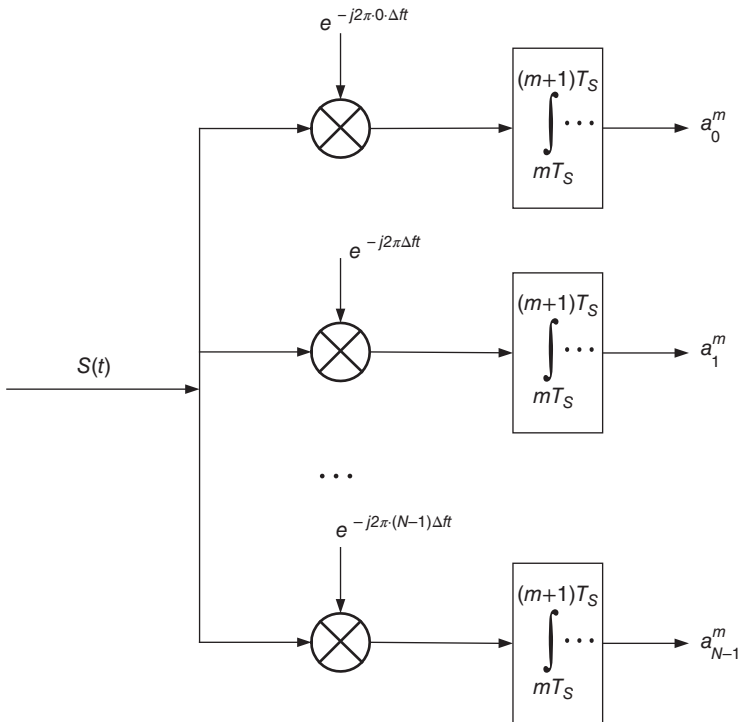 e^{-j2π·0·Δft}
(m+1)T_S
∫ ···
mT_S
a_0^m
e^{-j2πΔft}
(m+1)T_S
∫ ···
mT_S
a_1^m
S(t)
···
e^{-j2π·(N–1)Δft}
(m+1)T_S
∫ ···
mT_S
a_{N–1}^m